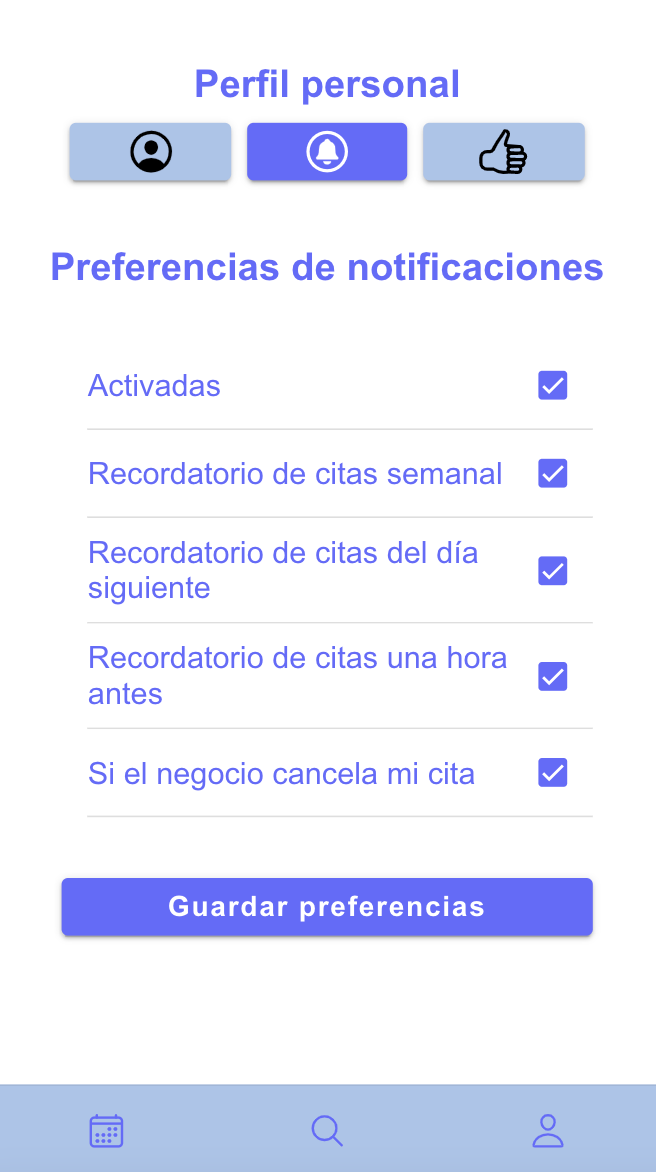 Perfil personal
Preferencias de notificaciones
Activadas
Recordatorio de citas semanal
Recordatorio de citas del día
siguiente
Recordatorio de citas una hora
antes
Si el negocio cancela mi cita
Guardar preferencias